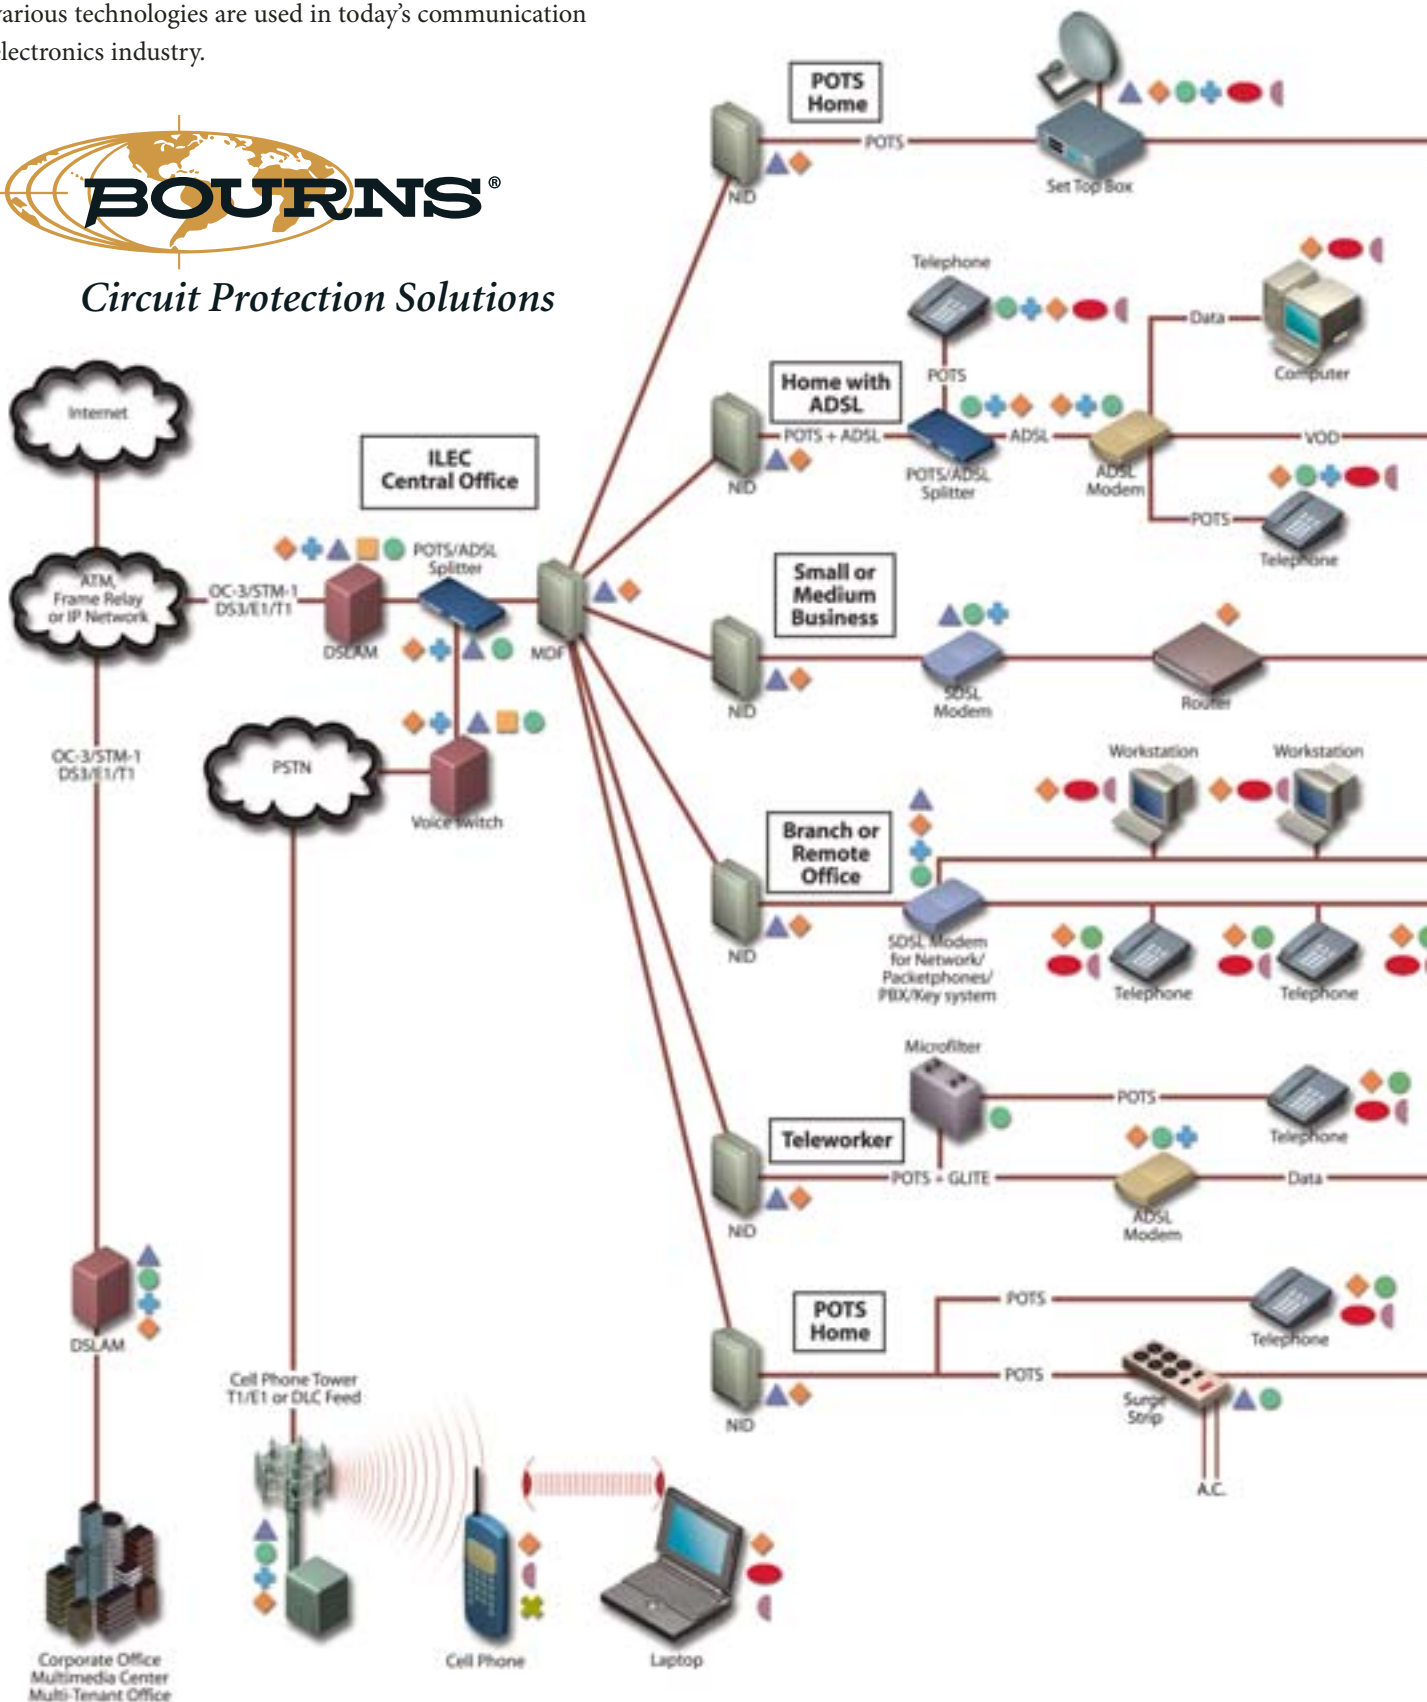 various technologies are used in today's communication
electronics industry.
BOURNS®
Circuit Protection Solutions
Internet
ATM,
Frame Relay
or IP Network
OC-3/STM-1
DS3/E1/T1
OC-3/STM-1
DS3/E1/T1
DSLAM
Corporate Office
Multimedia Center
Multi-Tenant Office
ILEC
Central Office
POTS/ADSL
Splitter
DSLAM
MDF
PSTN
Voice Switch
Cell Phone Tower
T1/E1 or DLC Feed
Cell Phone
Laptop
POTS
Home
NID
POTS
Set Top Box
Home with
ADSL
NID
POTS + ADSL
Telephone
POTS
POTS/ADSL
Splitter
ADSL
ADSL
Modem
Data
Computer
VOD
POTS
Telephone
Small or
Medium
Business
NID
SDSL
Modem
Router
Branch or
Remote
Office
NID
SDSL Modem
for Network/
Packetphones/
PBX/Key system
Workstation
Workstation
Telephone
Telephone
Teleworker
NID
Microfilter
POTS
Telephone
POTS + GLITE
ADSL
Modem
Data
POTS
Home
NID
POTS
Telephone
POTS
Surge
Strip
A.C.